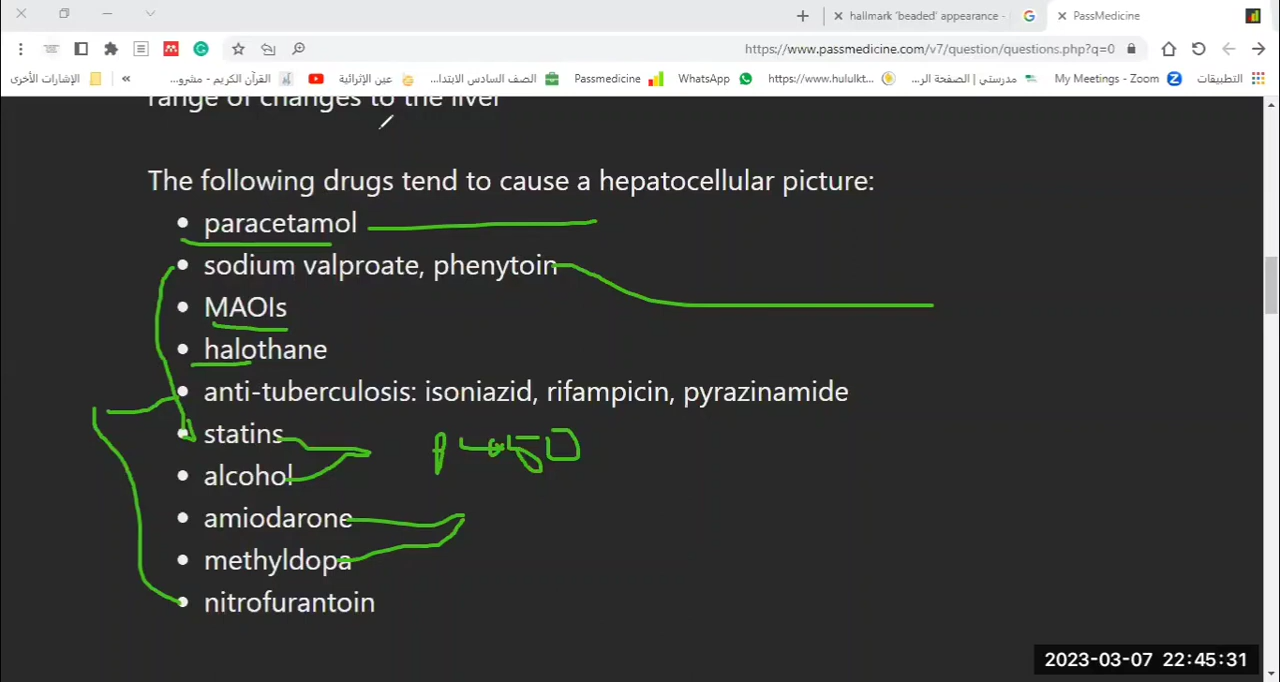 hallmark 'beaded' appearance -
PassMedicine
https://www.passmedicine.com/v7/question/questions.php?q=0
الإشارات الأخرى
»
القرآن الكريم - مشرو...
عين الإثرائية
الصف السادس الابتدا...
Passmedicine
WhatsApp
https://www.hululkt...
مدرستي | الصفحة الر...
My Meetings - Zoom
التطبيقات
range of changes to the liver
The following drugs tend to cause a hepatocellular picture:
• paracetamol
• sodium valproate, phenytoin
• MAOIs
• halothane
• anti-tuberculosis: isoniazid, rifampicin, pyrazinamide
• statins
• alcohol
• amiodarone
• methyldopa
• nitrofurantoin
2023-03-07 22:45:31